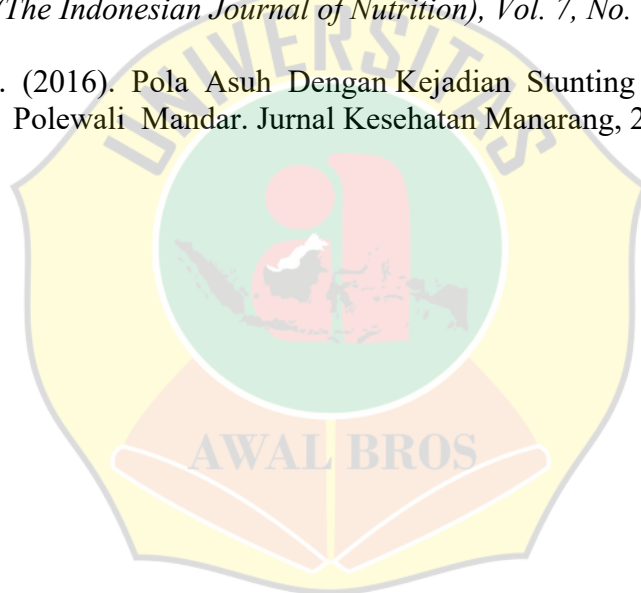 (The Indonesian Journal of Nutrition), Vol. 7, No.
. (2016). Pola Asuh Dengan Kejadian Stunting
Polewali Mandar. Jurnal Kesehatan Manarang, 2
UNIVERSITAS
AWAL BROS